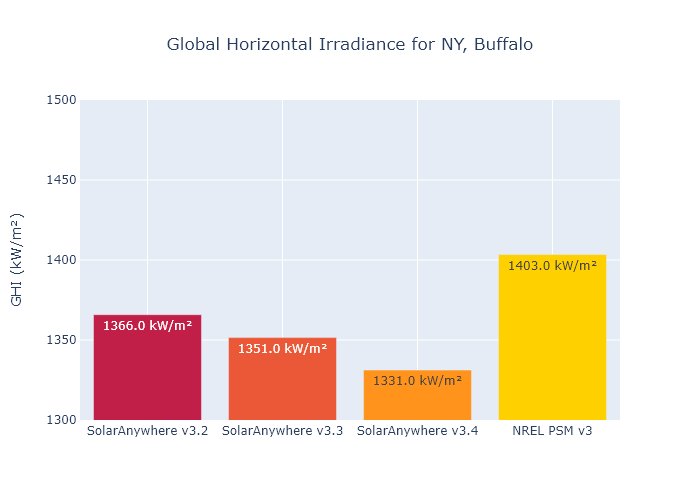 Global Horizontal Irradiance for NY, Buffalo
1500
1450
1400
1350
1300
GHI (kW/m²)
1366.0 kW/m²
1351.0 kW/m²
1331.0 kW/m²
1403.0 kW/m²
SolarAnywhere v3.2
SolarAnywhere v3.3
SolarAnywhere v3.4
NREL PSM v3